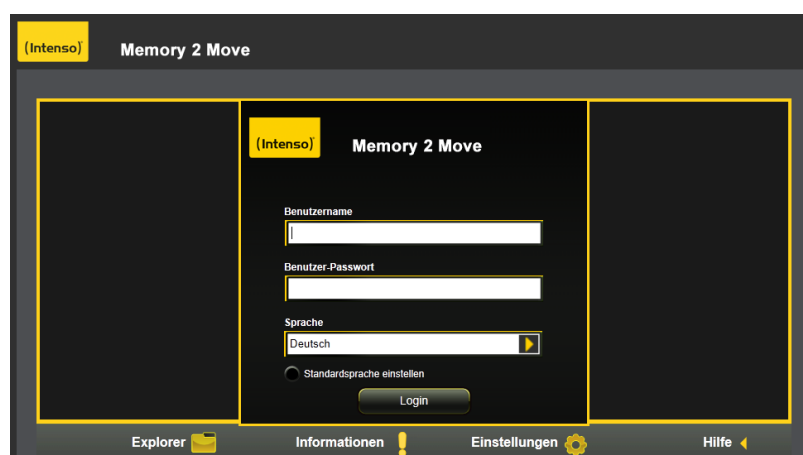 (Intenso)® Memory 2 Move
(Intenso)® Memory 2 Move
Benutzername
Benutzer-Passwort
Sprache
Deutsch
Standardsprache einstellen
Login
Explorer Informationen Einstellungen Hilfe